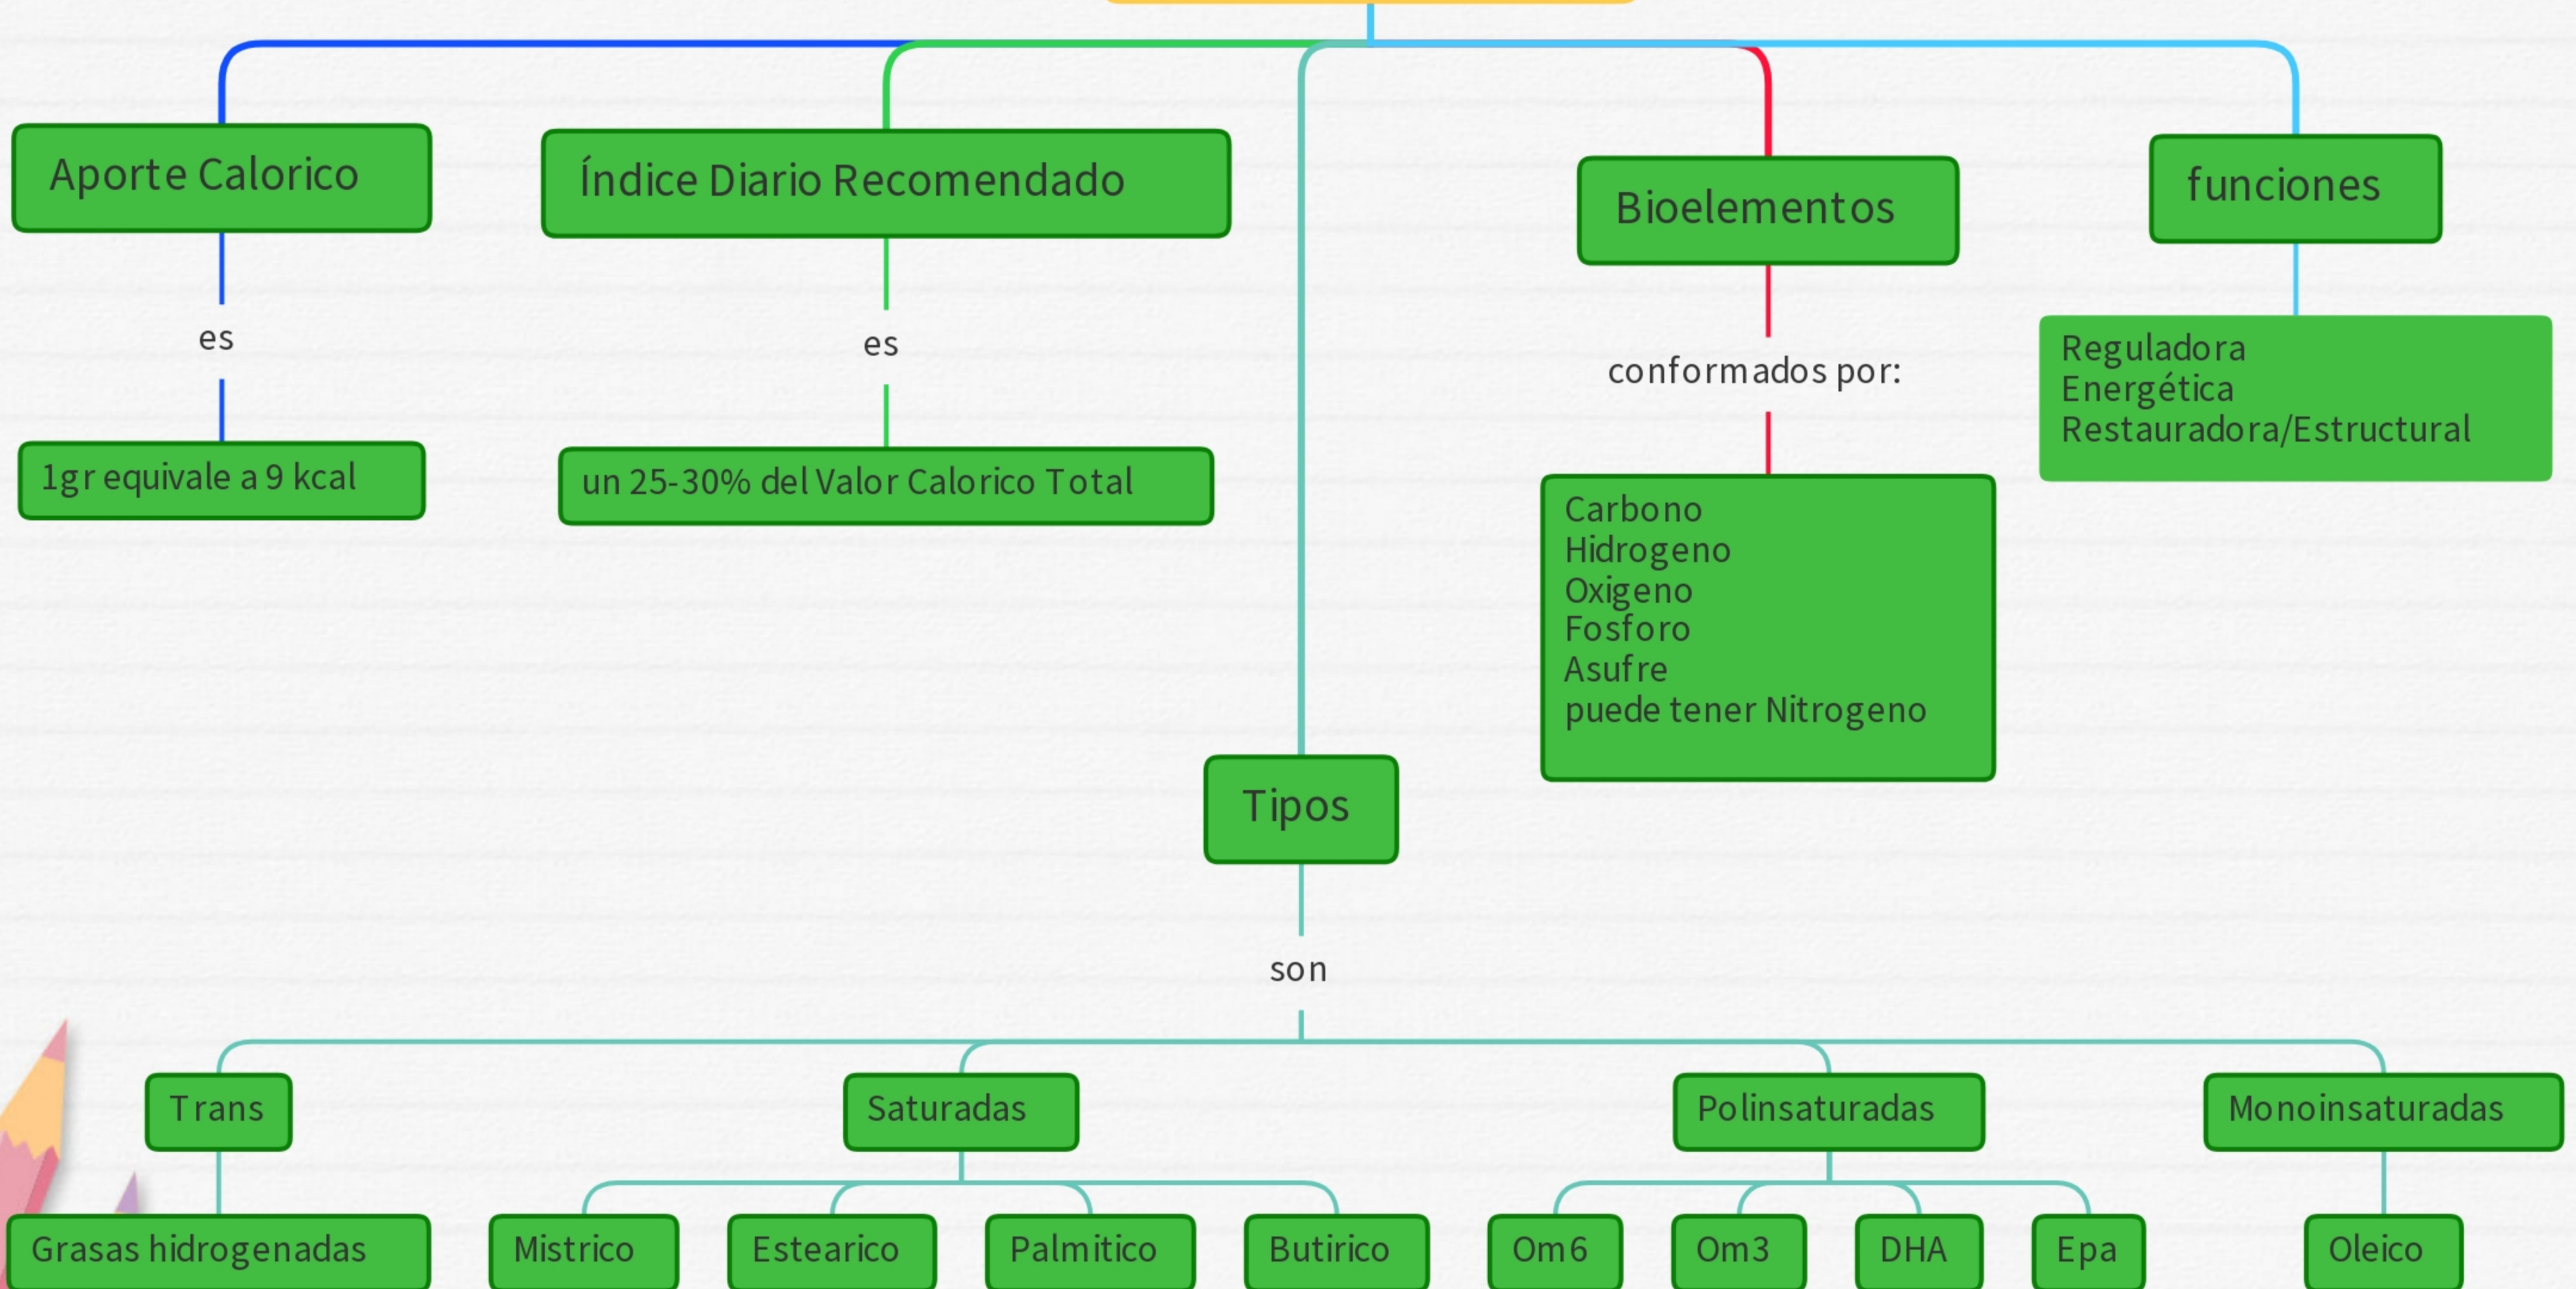 Aporte Calorico
Índice Diario Recomendado
Bioelementos
funciones
es
es
conformados por:
Reguladora
Energética
Restauradora/Estructural
1gr equivale a 9 kcal
un 25-30% del Valor Calorico Total
Carbono
Hidrogeno
Oxigeno
Fosforo
Asufre
puede tener Nitrogeno
Tipos
son
Trans
Saturadas
Polinsaturadas
Monoinsaturadas
Grasas hidrogenadas
Mistrico
Estearico
Palmitico
Butirico
Om6
Om3
DHA
Epa
Oleico